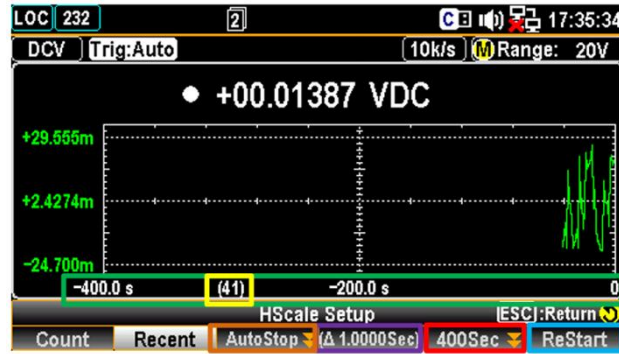 LOC 232 2 C 17:35:34
DCV Trig:Auto 10k/s M Range: 20V
+00.01387 VDC
+29.555m
+2.4274m
-24.700m
-400.0 s (41) -200.0 s 0
HScale Setup [ESC]:Return
Count Recent AutoStop (Δ 1.0000Sec) 400Sec ReStart